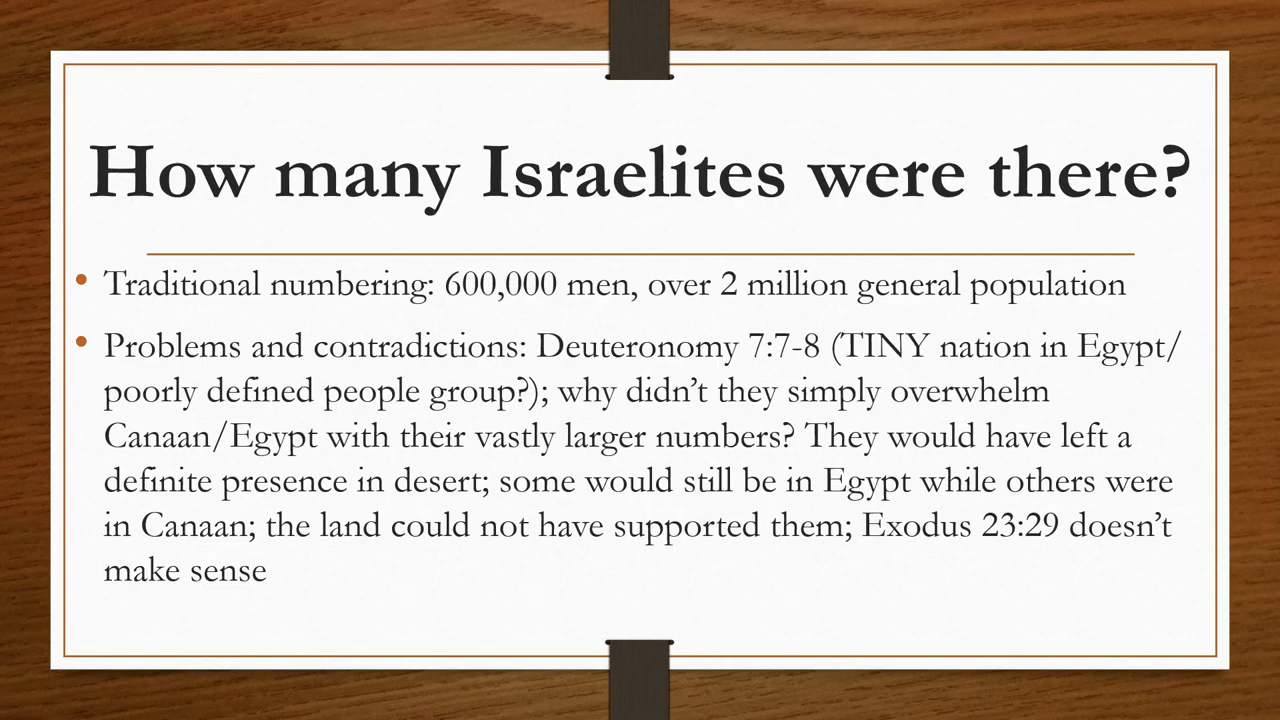 How many Israelites were there?
• Traditional numbering: 600,000 men, over 2 million general population
• Problems and contradictions: Deuteronomy 7:7-8 (TINY nation in Egypt/
poorly defined people group?); why didn’t they simply overwhelm
Canaan/Egypt with their vastly larger numbers? They would have left a
definite presence in desert; some would still be in Egypt while others were
in Canaan; the land could not have supported them; Exodus 23:29 doesn’t
make sense